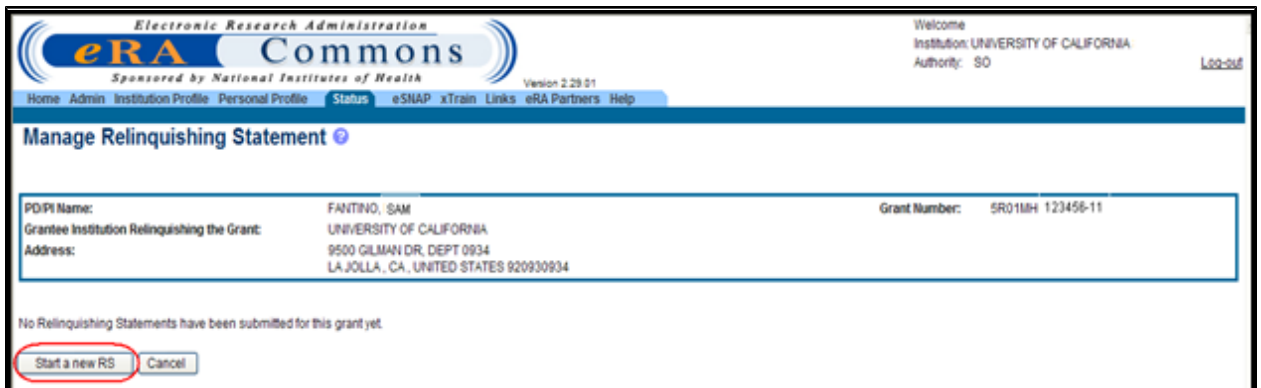 Electronic Research Administration
eRA Commons
Sponsored by National Institutes of Health
Version 2.29.01
Welcome
Institution: UNIVERSITY OF CALIFORNIA
Authority: SO
Log-out
Home Admin Institution Profile Personal Profile Status eSNAP xTrain Links eRA Partners Help
Manage Relinquishing Statement ?
PD/PI Name: FANTINO, SAM Grant Number: 5R01MH 123456-11
Grantee Institution Relinquishing the Grant: UNIVERSITY OF CALIFORNIA
Address: 9500 GILMAN DR, DEPT 0934
LA JOLLA , CA , UNITED STATES 920930934
No Relinquishing Statements have been submitted for this grant yet.
Start a new RS Cancel